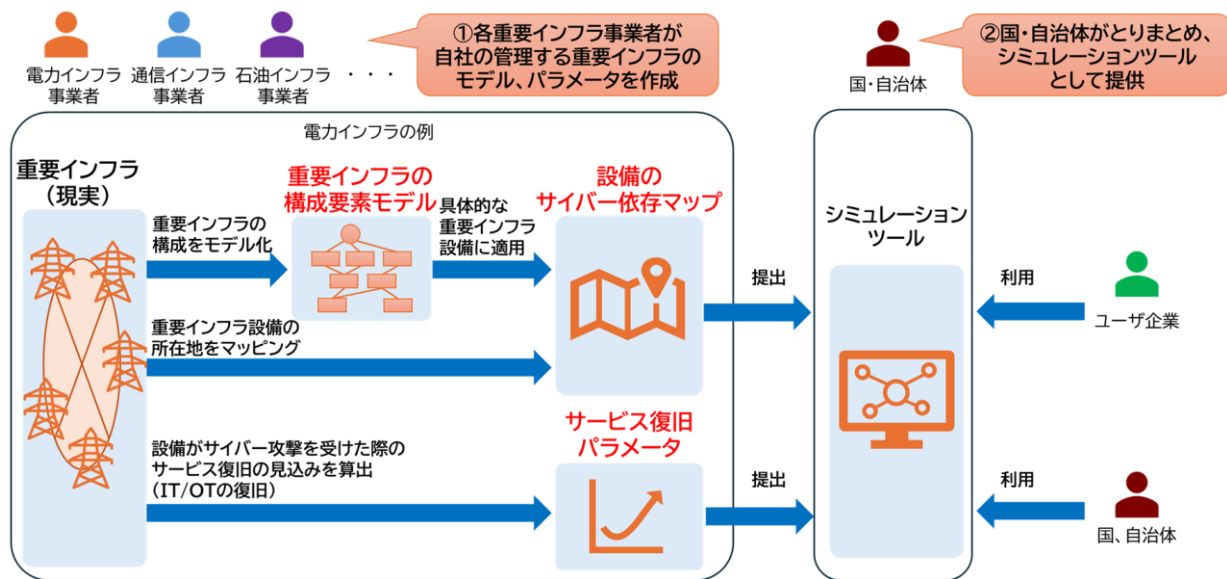 電力インフラ
事業者
通信インフラ
事業者
石油インフラ
事業者
・・・
①各重要インフラ事業者が
自社の管理する重要インフラの
モデル、パラメータを作成
国・自治体
②国・自治体がとりまとめ、
シミュレーションツール
として提供
電力インフラの例
重要インフラ
（現実）
重要インフラの
構成をモデル化
重要インフラの
構成要素モデル
具体的な
重要インフラ
設備に適用
設備の
サイバー依存マップ
重要インフラ設備の
所在地をマッピング
設備がサイバー攻撃を受けた際の
サービス復旧の見込みを算出
（IT/OTの復旧）
サービス復旧
パラメータ
提出
提出
シミュレーション
ツール
利用
ユーザ企業
利用
国、自治体